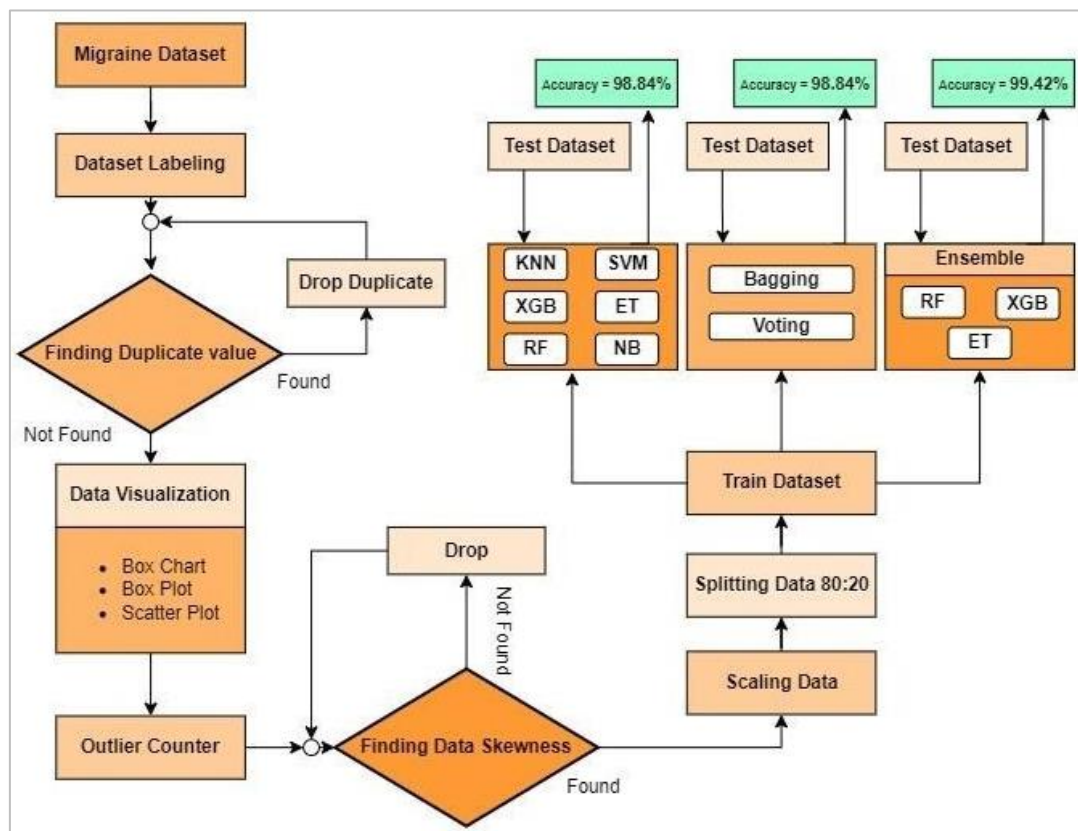 Migraine Dataset
Dataset Labeling
Drop Duplicate
Finding Duplicate value
Found
Not Found
Data Visualization
• Box Chart
• Box Plot
• Scatter Plot
Outlier Counter
Drop
Not Found
Finding Data Skewness
Found
Scaling Data
Splitting Data 80:20
Train Dataset
Accuracy = 98.84%
Test Dataset
KNN
SVM
XGB
ET
RF
NB
Accuracy = 98.84%
Test Dataset
Bagging
Voting
Accuracy = 99.42%
Test Dataset
Ensemble
RF
XGB
ET